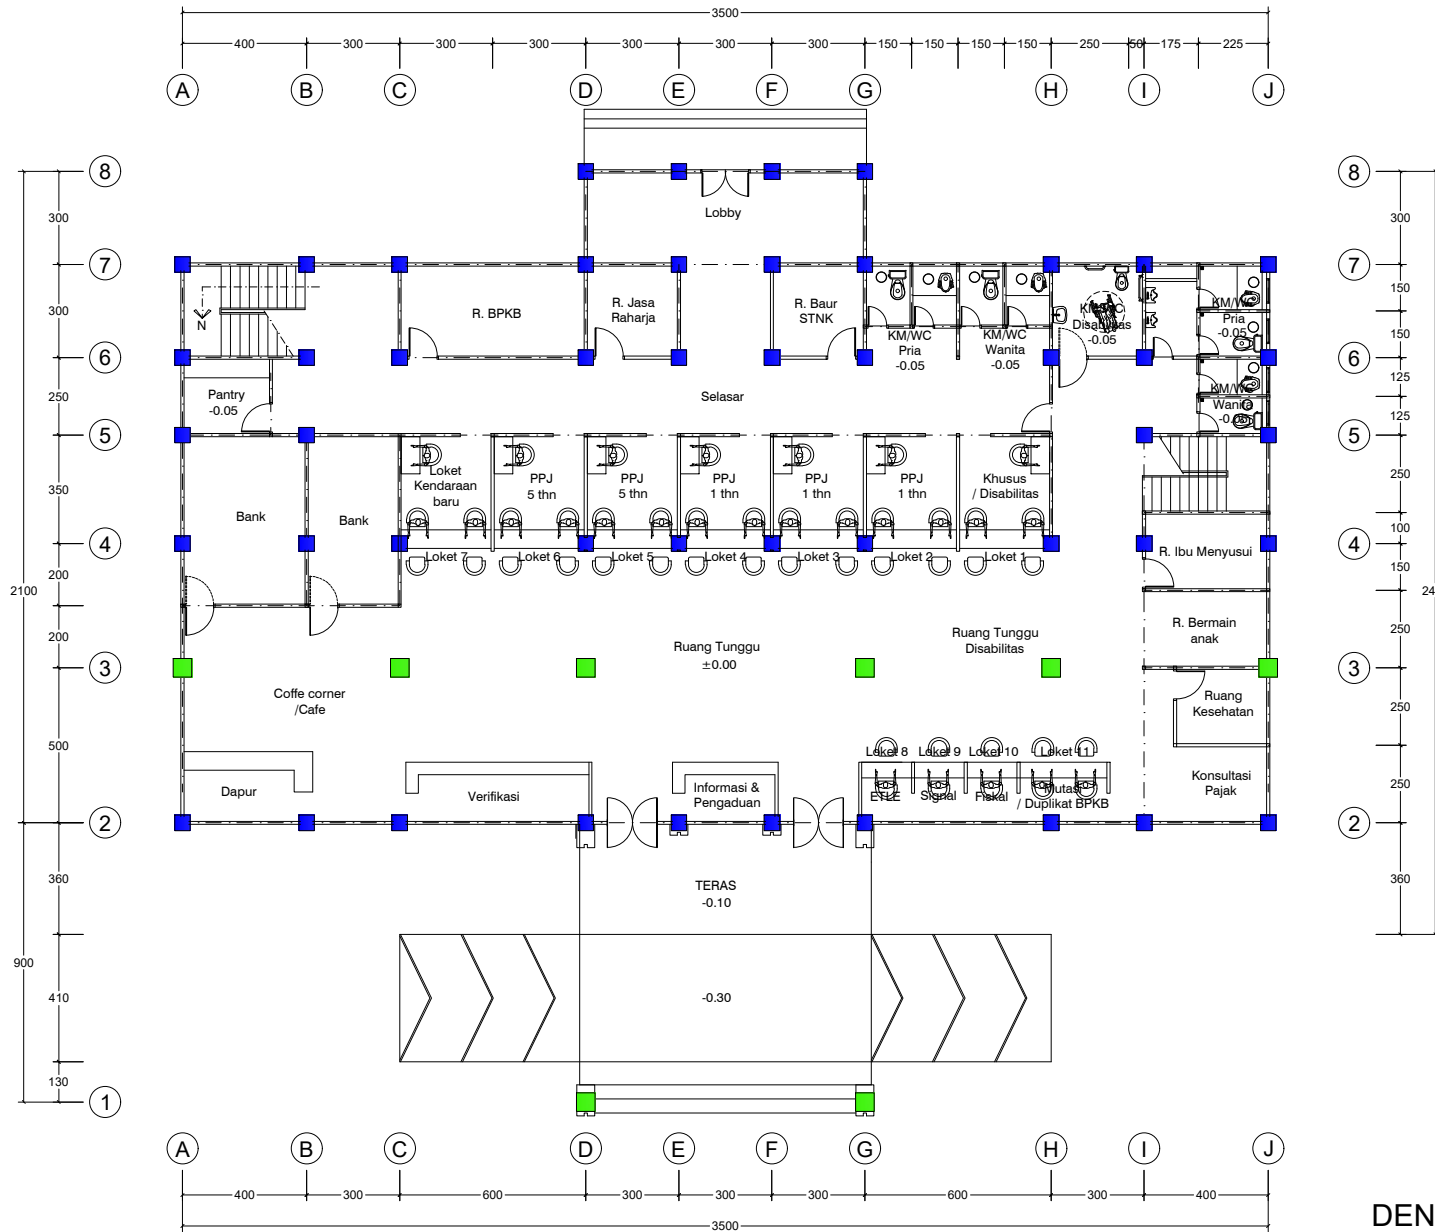 3500
400 300 300 300 300 300 300 150 150 150 150 250 50 175 225
A B C D E F G H I J
8 8
300 Lobby 300
7 7
300 N R. BPKB R. Jasa R. Baur KM/WC KM/WC 150
Raharja STNK Disabilitas Pria
-0.05 -0.05 150
KM/WC KM/WC
Pria Wanita
-0.05 -0.05
6 6
250 Pantry Selasar KM/WC 125
-0.05 Wanita
-0.05 125
5 5
Loket PPJ PPJ PPJ PPJ PPJ Khusus 250
Kendaraan 5 thn 5 thn 1 thn 1 thn 1 thn / Disabilitas
baru
350 Bank Bank 100
4 4
Loket 7 Loket 6 Loket 5 Loket 4 Loket 3 Loket 2 Loket 1 R. Ibu Menyusui
200 150
2100 24
200 Ruang Tunggu Ruang Tunggu R. Bermain 250
±0.00 Disabilitas anak
3 3
Coffe corner Ruang 250
/Cafe Kesehatan
500
Loket 8 Loket 9 Loket 10 Loket 11
Dapur Verifikasi Informasi & ETLE Signal Fiskal Mutasi Konsultasi 250
Pengaduan / Duplikat BPKB Pajak
2 2
360 TERAS 360
-0.10
900
410 -0.30
130
1
A B C D E F G H I J
400 300 600 300 300 300 600 300 400
3500
DEN